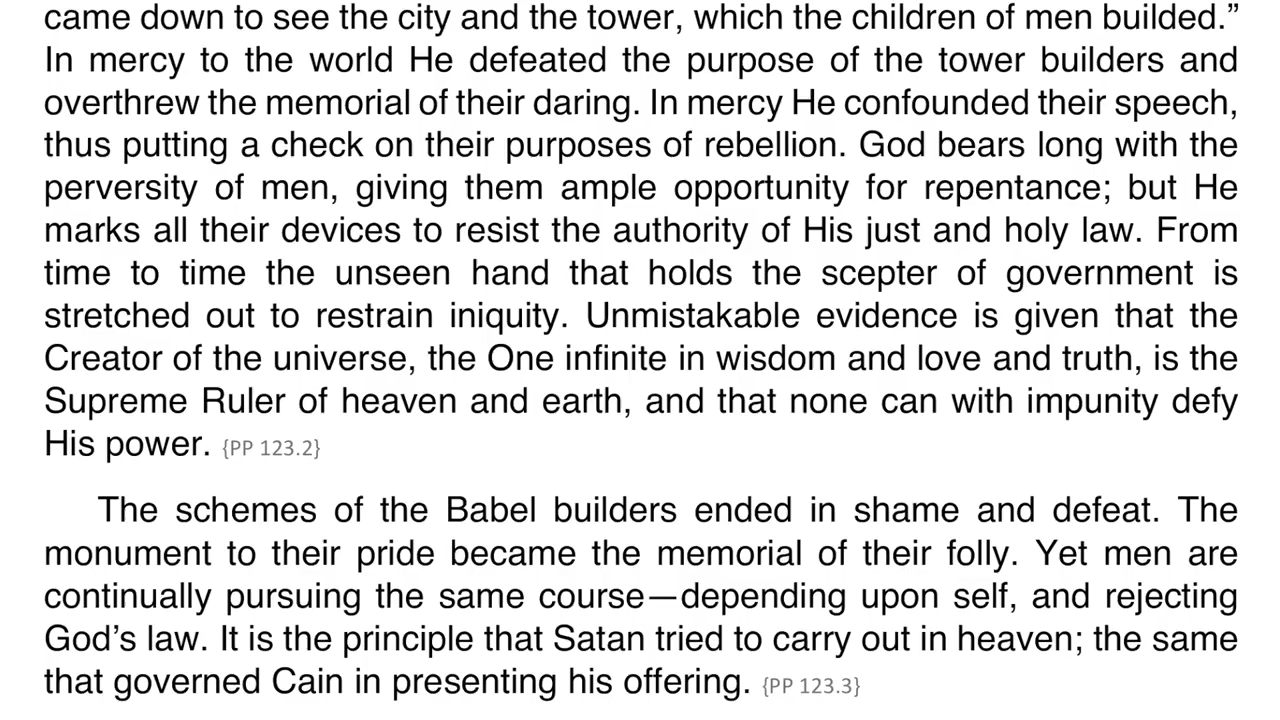 came down to see the city and the tower, which the children of men builded.”
In mercy to the world He defeated the purpose of the tower builders and
overthrew the memorial of their daring. In mercy He confounded their speech,
thus putting a check on their purposes of rebellion. God bears long with the
perversity of men, giving them ample opportunity for repentance; but He
marks all their devices to resist the authority of His just and holy law. From
time to time the unseen hand that holds the scepter of government is
stretched out to restrain iniquity. Unmistakable evidence is given that the
Creator of the universe, the One infinite in wisdom and love and truth, is the
Supreme Ruler of heaven and earth, and that none can with impunity defy
His power. {PP 123.2}
The schemes of the Babel builders ended in shame and defeat. The
monument to their pride became the memorial of their folly. Yet men are
continually pursuing the same course—depending upon self, and rejecting
God’s law. It is the principle that Satan tried to carry out in heaven; the same
that governed Cain in presenting his offering. {PP 123.3}